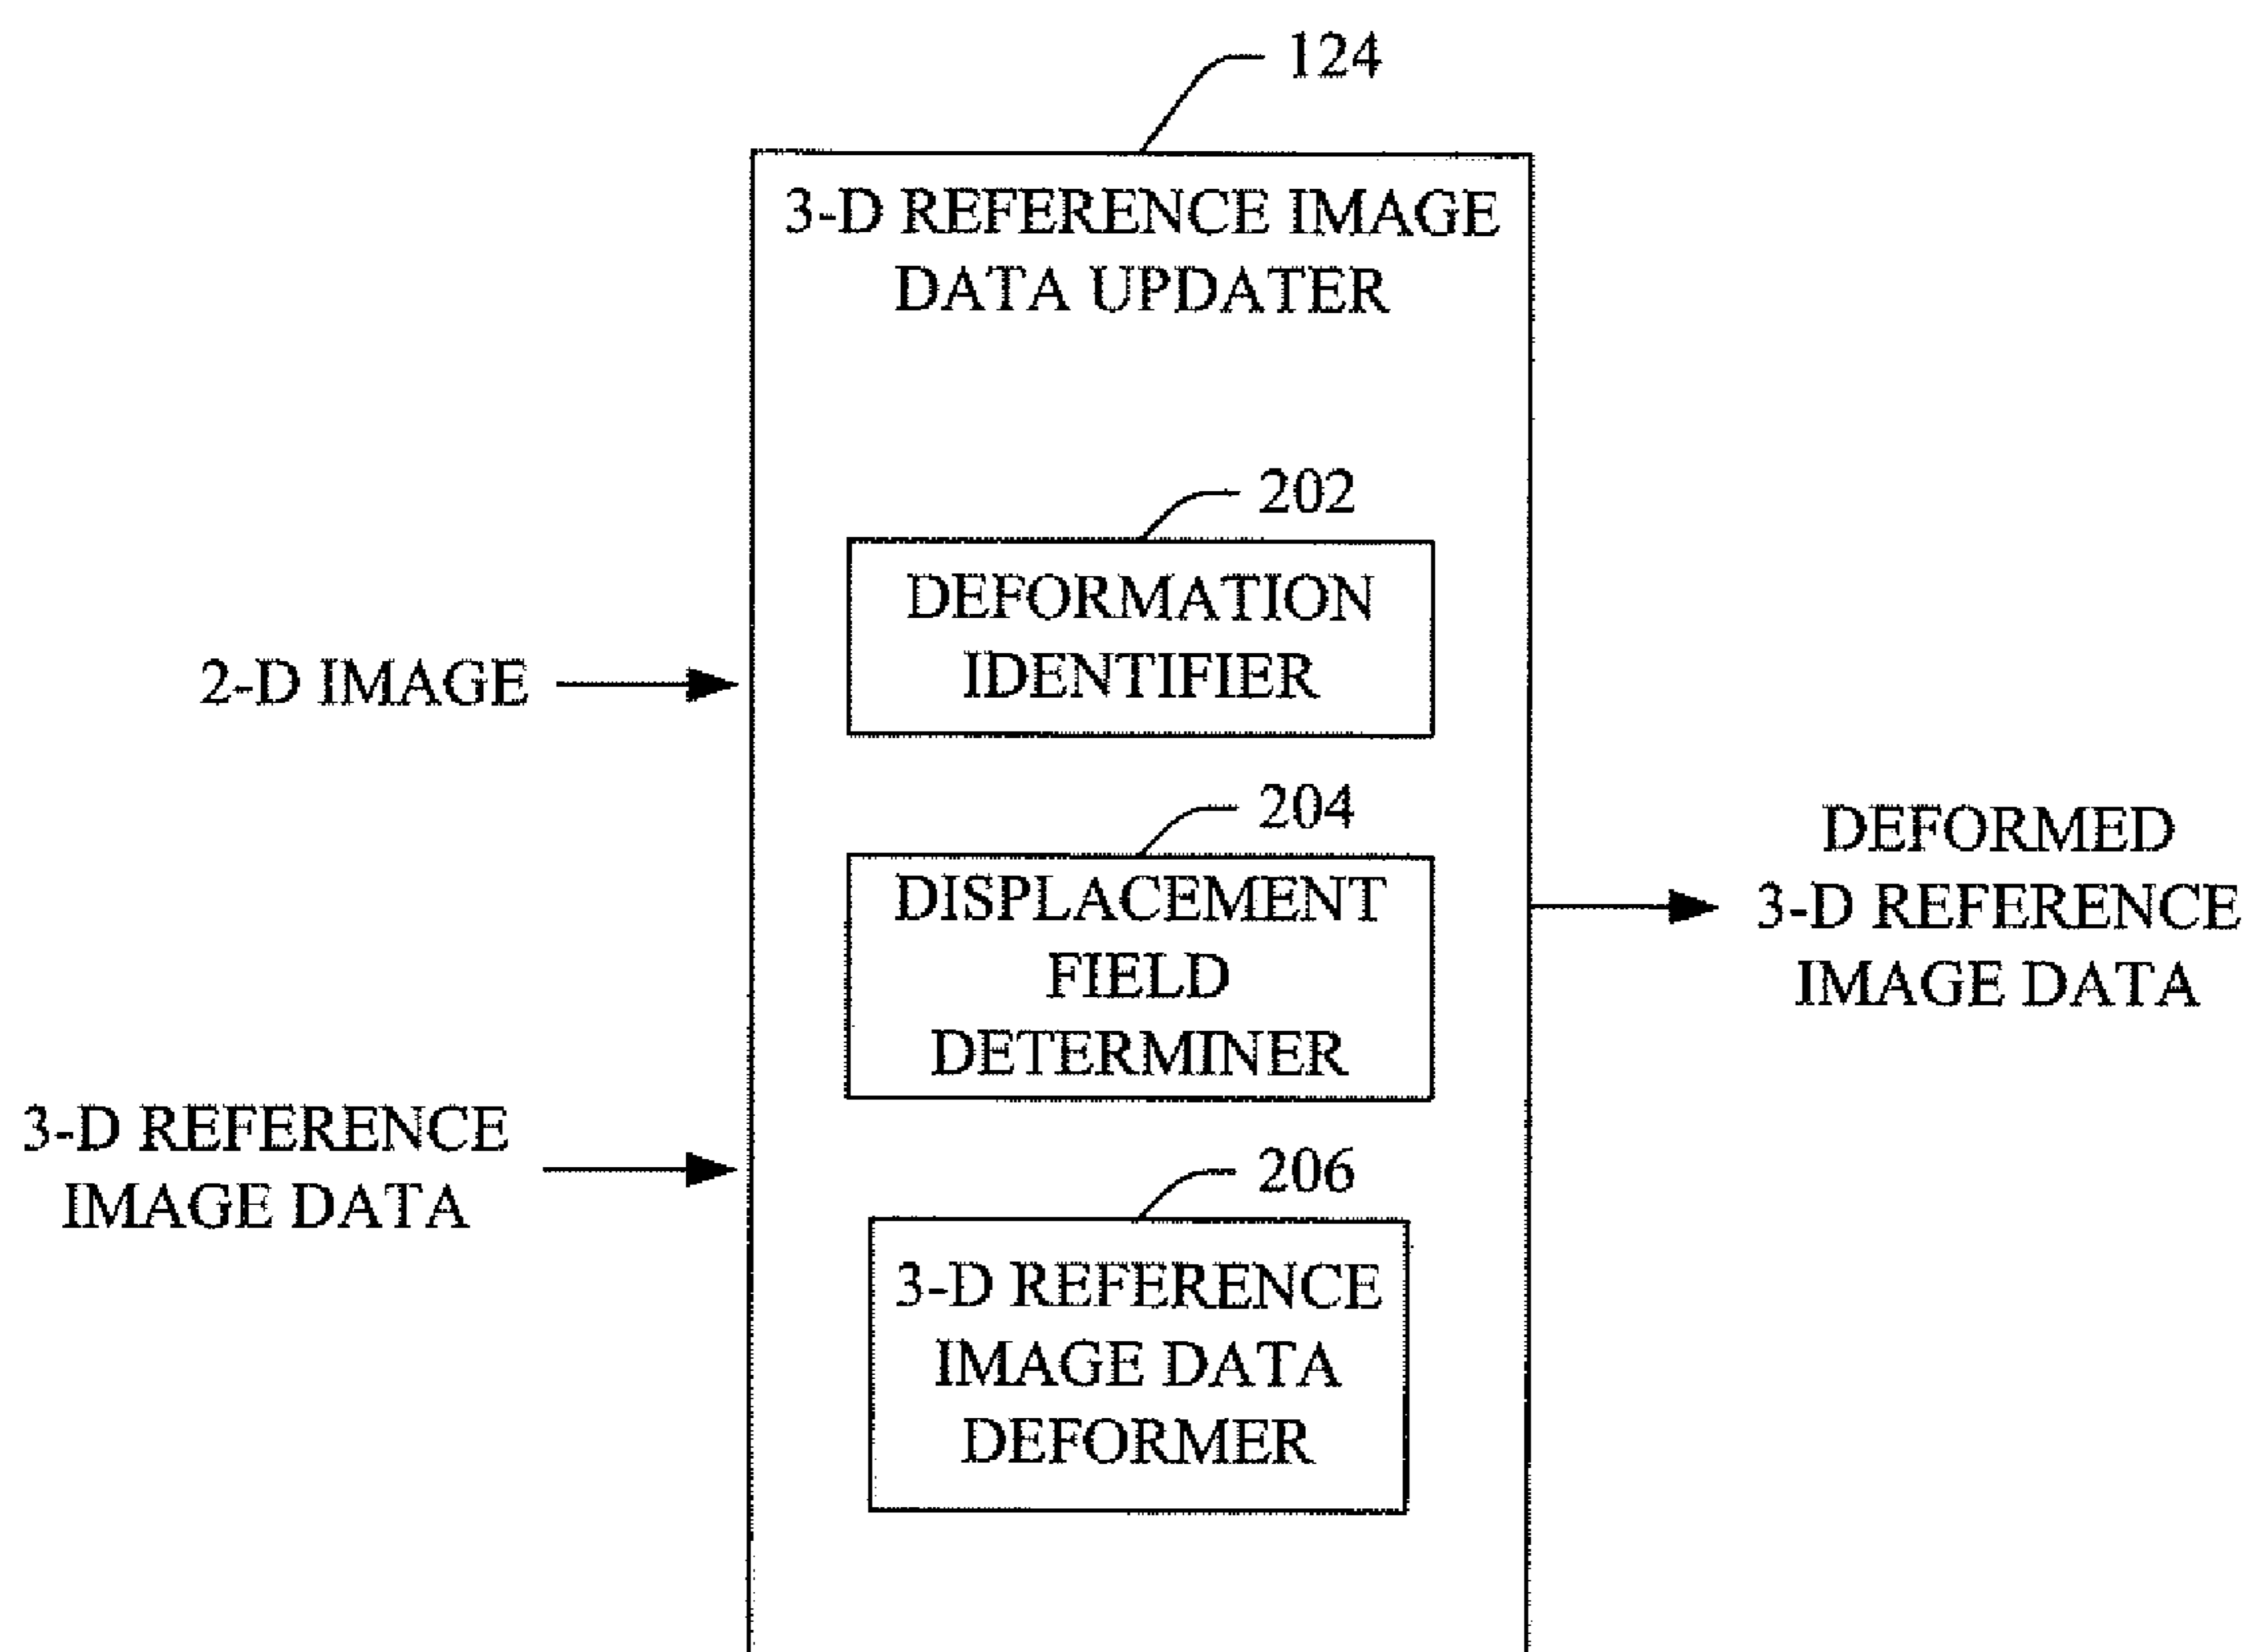 124
3-D REFERENCE IMAGE
DATA UPDATER
202
DEFORMATION
IDENTIFIER
2-D IMAGE
204
DISPLACEMENT
FIELD
DETERMINER
DEFORMED
3-D REFERENCE
IMAGE DATA
3-D REFERENCE
IMAGE DATA
206
3-D REFERENCE
IMAGE DATA
DEFORMER